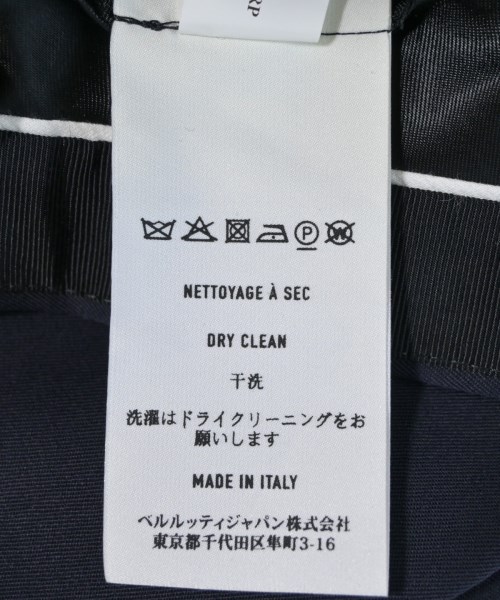 RP
P
W
NETTOYAGE À SEC
DRY CLEAN
干洗
洗濯はドライクリーニングをお
願いします
MADE IN ITALY
ベルルッティジャパン株式会社
東京都千代田区隼町3-16